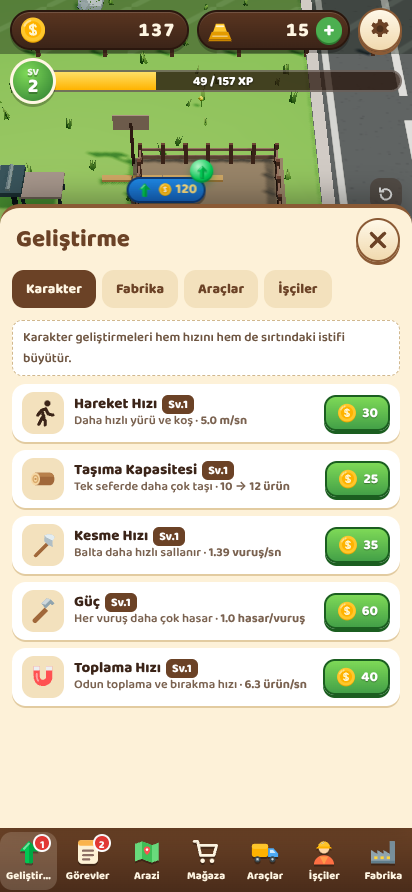 137
15
SV
2
49 / 157 XP
120
Geliştirme
Karakter
Fabrika
Araçlar
İşçiler
Karakter geliştirmeleri hem hızını hem de sırtındaki istifi
büyütür.
Hareket Hızı Sv.1
Daha hızlı yürü ve koş · 5.0 m/sn
30
Taşıma Kapasitesi Sv.1
Tek seferde daha çok taşı · 10 → 12 ürün
25
Kesme Hızı Sv.1
Balta daha hızlı sallanır · 1.39 vuruş/sn
35
Güç Sv.1
Her vuruş daha çok hasar · 1.0 hasar/vuruş
60
Toplama Hızı Sv.1
Odun toplama ve bırakma hızı · 6.3 ürün/sn
40
1
2
Geliştir...
Görevler
Arazi
Mağaza
Araçlar
İşçiler
Fabrika